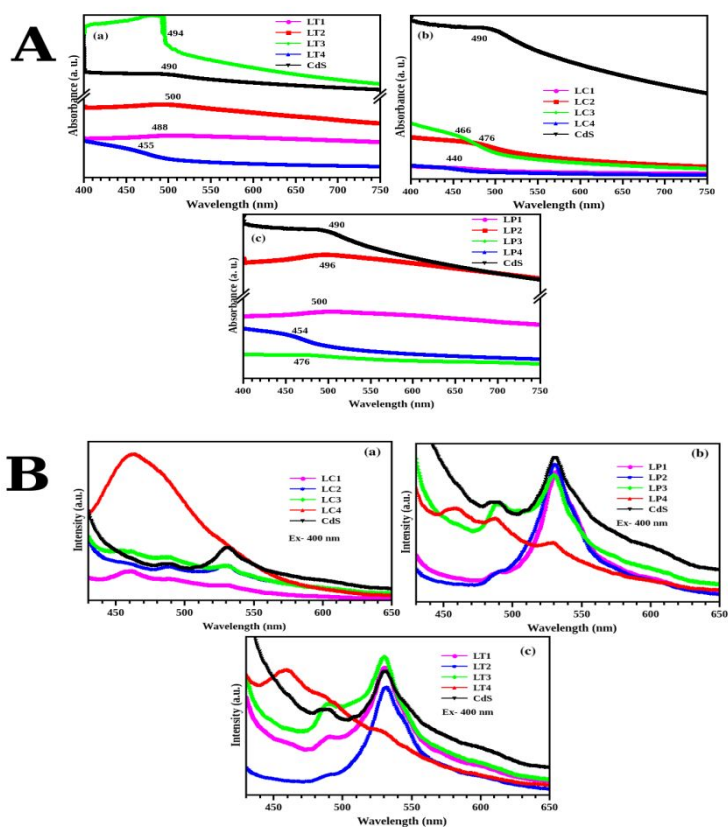 A
(a)
LT1
LT2
LT3
LT4
CdS
494
490
500
488
455
Absorbance (a. u.)
400 450 500 550 600 650 700 750
Wavelength (nm)
(b)
LC1
LC2
LC3
LC4
CdS
490
466
476
440
Absorbance (a. u.)
400 450 500 550 600 650 700 750
Wavelength (nm)
(c)
LP1
LP2
LP3
LP4
CdS
490
496
500
454
476
Absorbance (a. u.)
400 450 500 550 600 650 700 750
Wavelength (nm)
B
(a)
LC1
LC2
LC3
LC4
CdS
Ex- 400 nm
Intensity (a.u.)
450 500 550 600 650
Wavelength (nm)
(b)
LP1
LP2
LP3
LP4
CdS
Ex- 400 nm
Intensity (a.u.)
450 500 550 600 650
Wavelength (nm)
(c)
LT1
LT2
LT3
LT4
CdS
Ex- 400 nm
Intensity (a.u.)
450 500 550 600 650
Wavelength (nm)